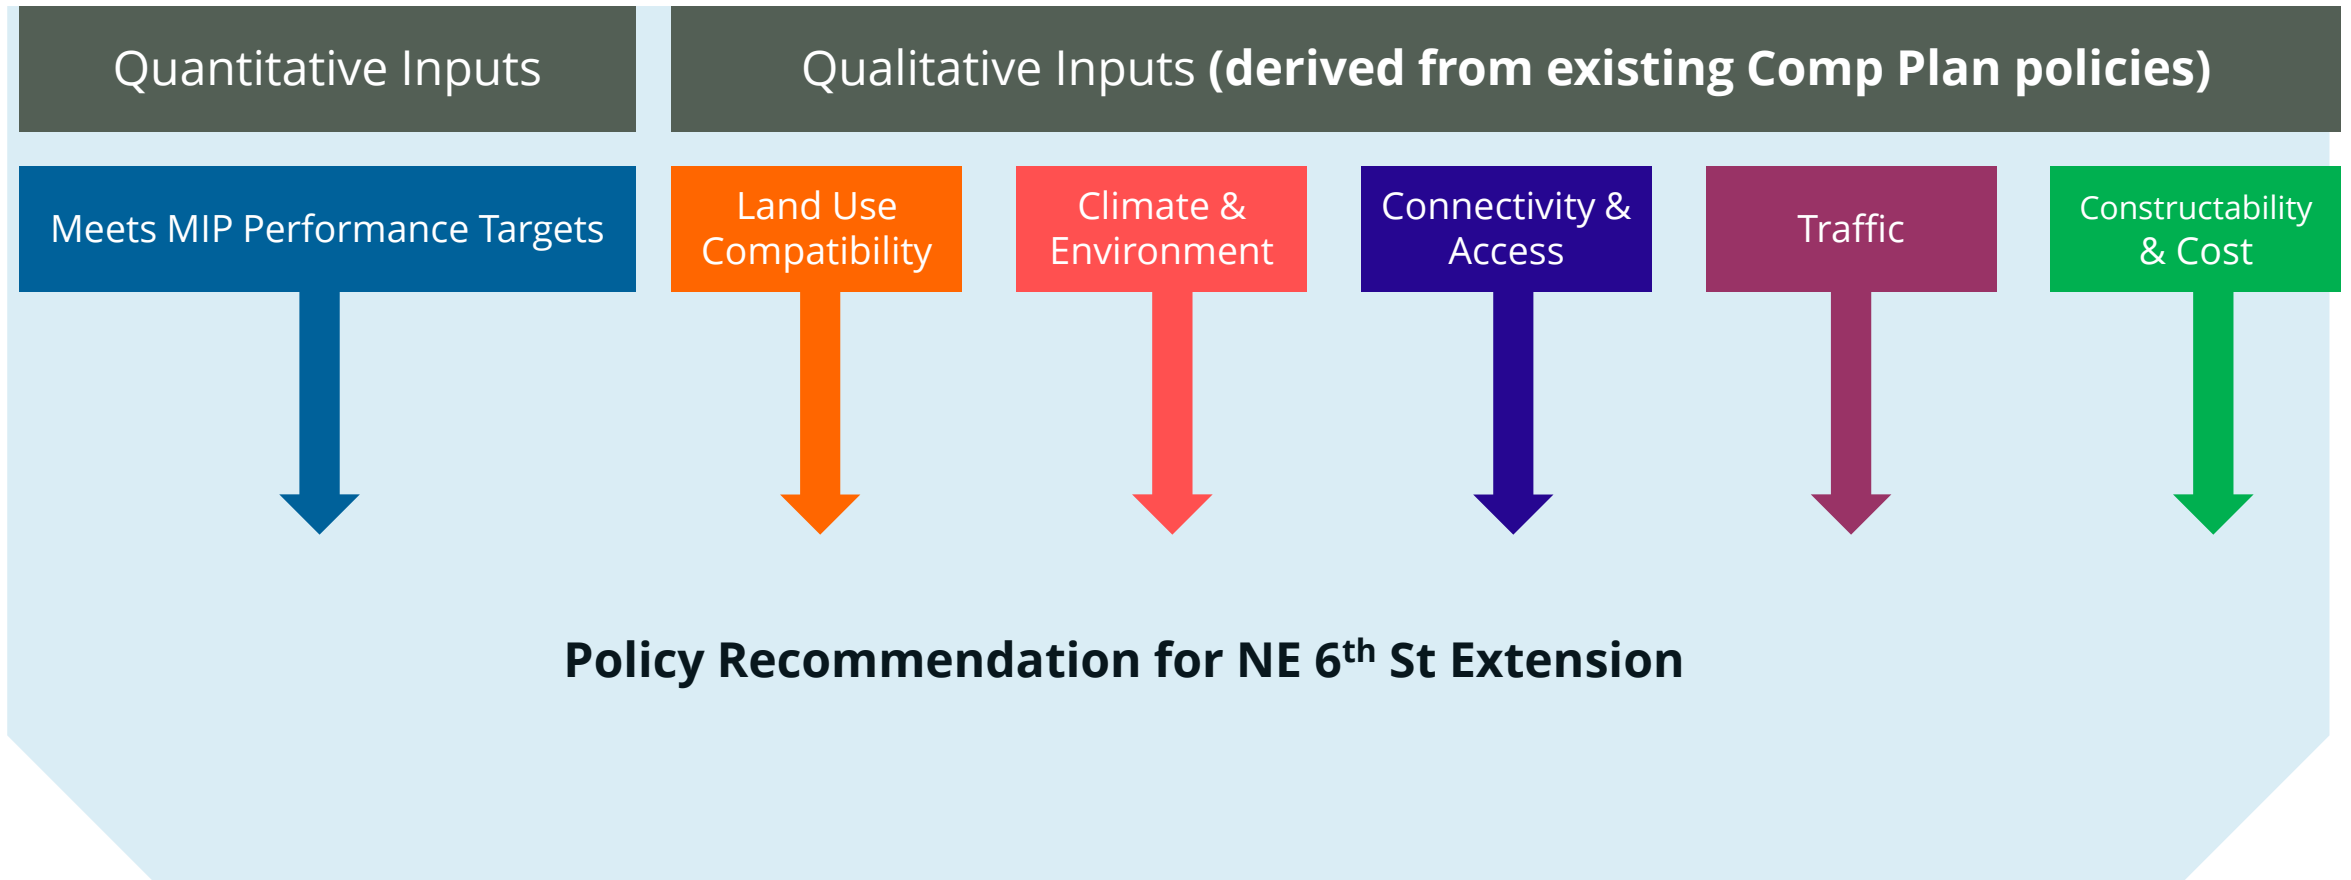 Quantitative Inputs
Qualitative Inputs (derived from existing Comp Plan policies)
Meets MIP Performance Targets
Land Use
Compatibility
Climate &
Environment
Connectivity &
Access
Traffic
Constructability
& Cost
Policy Recommendation for NE 6th St Extension